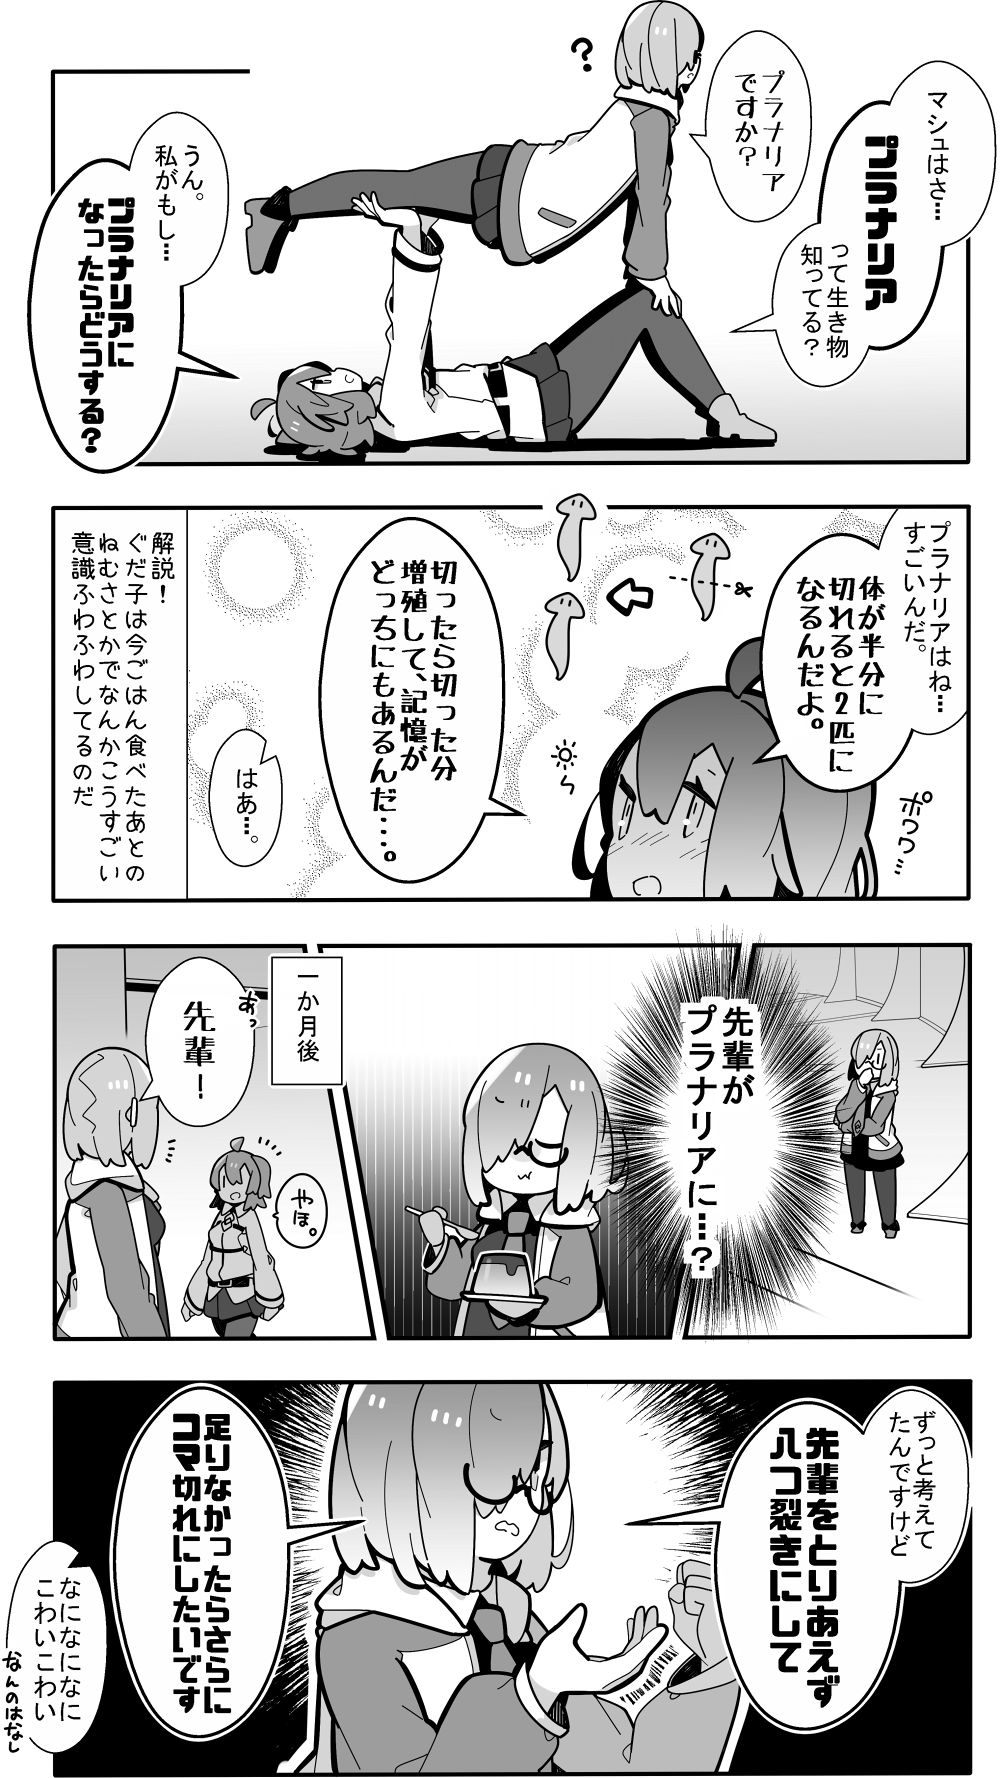 マシュはさ…
プラナリア
って生き物
知ってる？
プラナリア
ですか？
？
うん。
私がもし…
プラナリアに
なったらどうする？
プラナリアはね…
すごいんだ。
体が半分に
切れると2匹に
なるんだよ。
ポワワ…
切ったら切った分
増殖して、記憶が
どっちにもあるんだ…。
はあ…。
解説！
ぐだ子は今ごはん食べたあとの
ねむさとかでなんかこうすごい
意識ふわふわしてるのだ
先輩が
プラナリアに…？
一か月後
あっ
先輩！
やほ。
ずっと考えて
たんですけど
先輩をとりあえず
八つ裂きにして
足りなかったらさらに
コマ切れにしたいです
なになになに
こわいこわい
なんのはなし